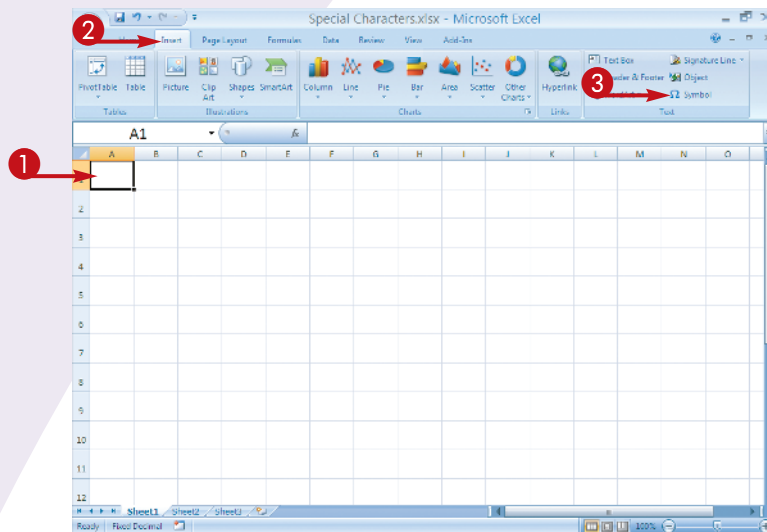 Special Characters.xlsx - Microsoft Excel
2
Insert Page Layout Formulas Data Review View Add-Ins
PivotTable Table Picture Clip Art Shapes SmartArt Column Line Pie Bar Area Scatter Other Charts Hyperlink
Text Box Signature Line
3
Header & Footer Object
Symbol
Tables Illustrations Charts Links Text
A1 fx
1
A B C D E F G H I J K L M N O
2
3
4
5
6
7
8
9
10
11
12
Sheet1 Sheet2 Sheet3
Ready Fixed Decimal 100%